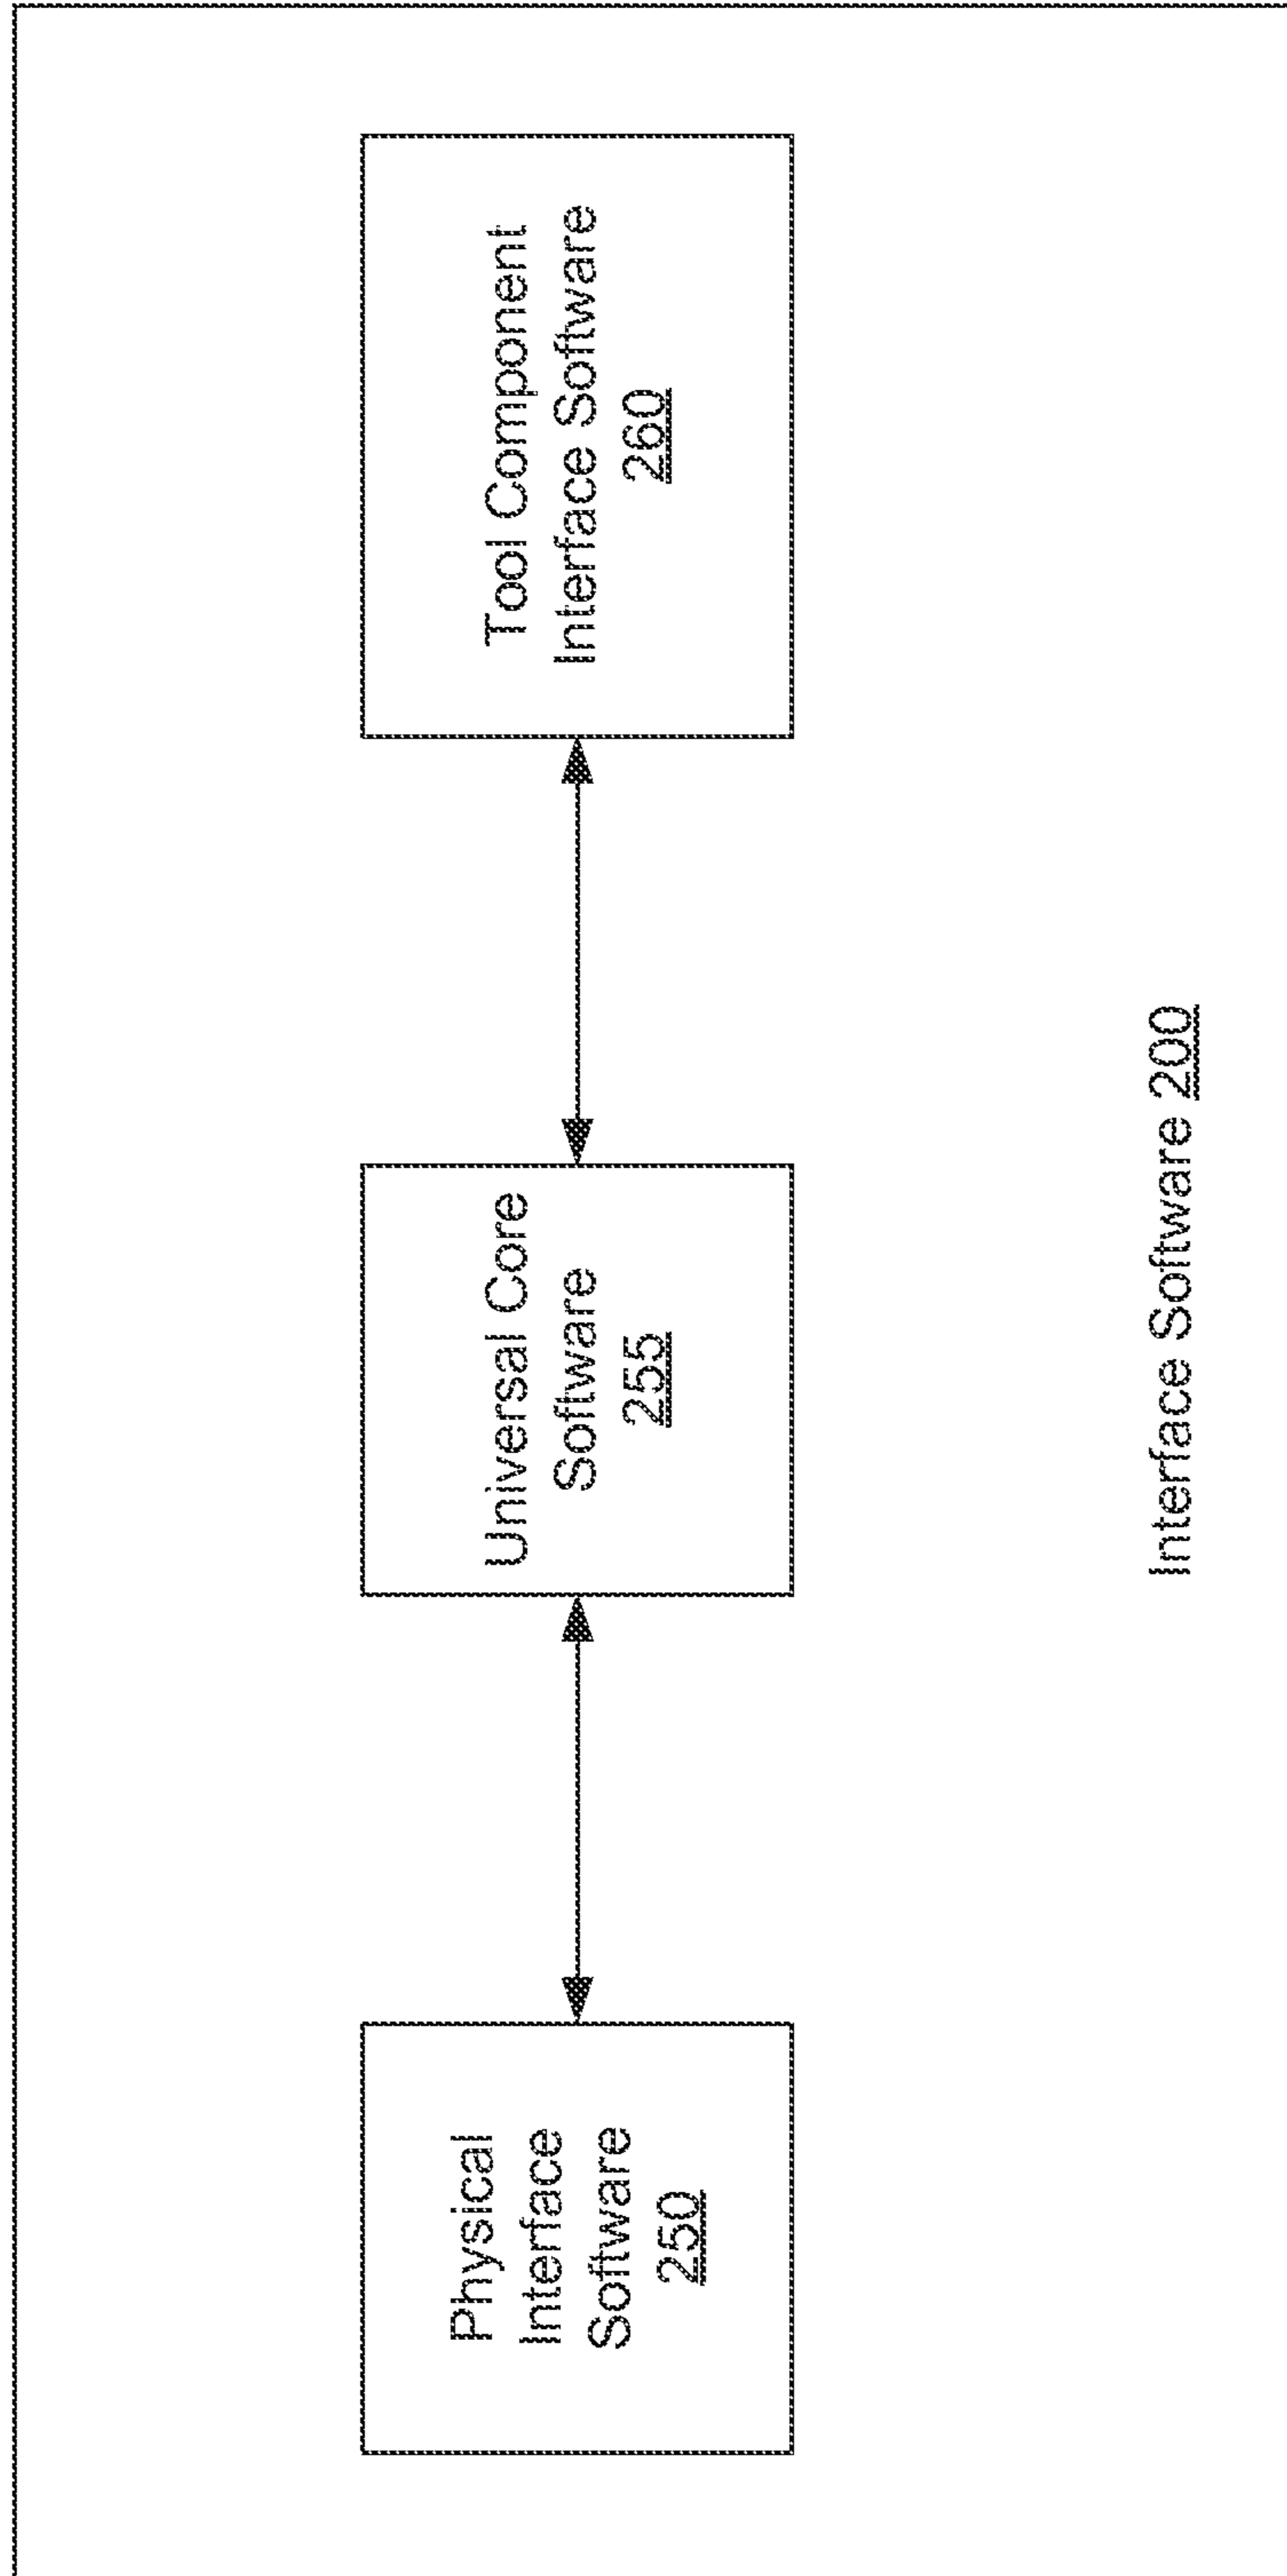 Physical
Interface
Software
250
Universal Core
Software
255
Tool Component
Interface Software
260
Interface Software 200